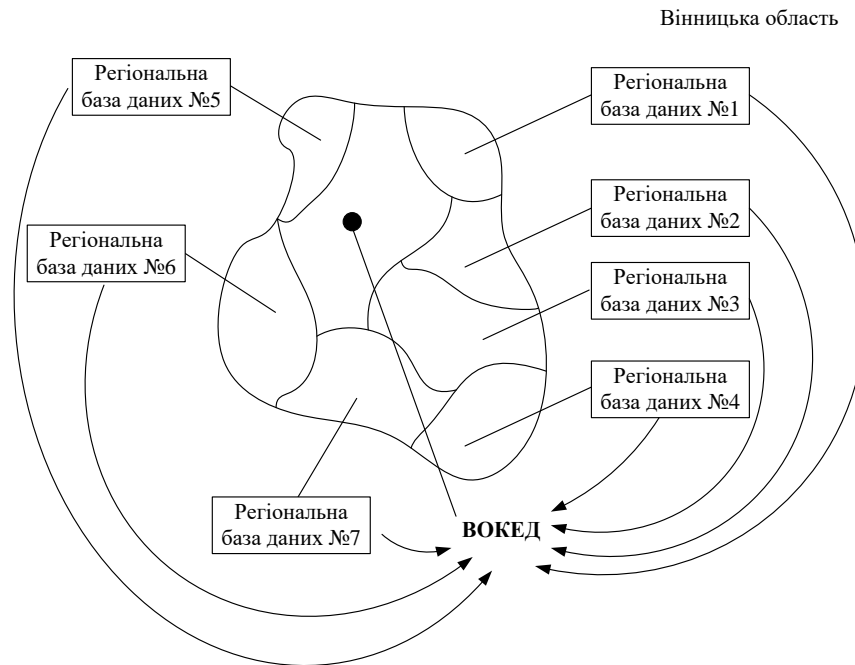 Вінницька область
Регіональна
база даних №5
Регіональна
база даних №1
Регіональна
база даних №2
Регіональна
база даних №6
Регіональна
база даних №3
Регіональна
база даних №4
Регіональна
база даних №7
ВОКЕД